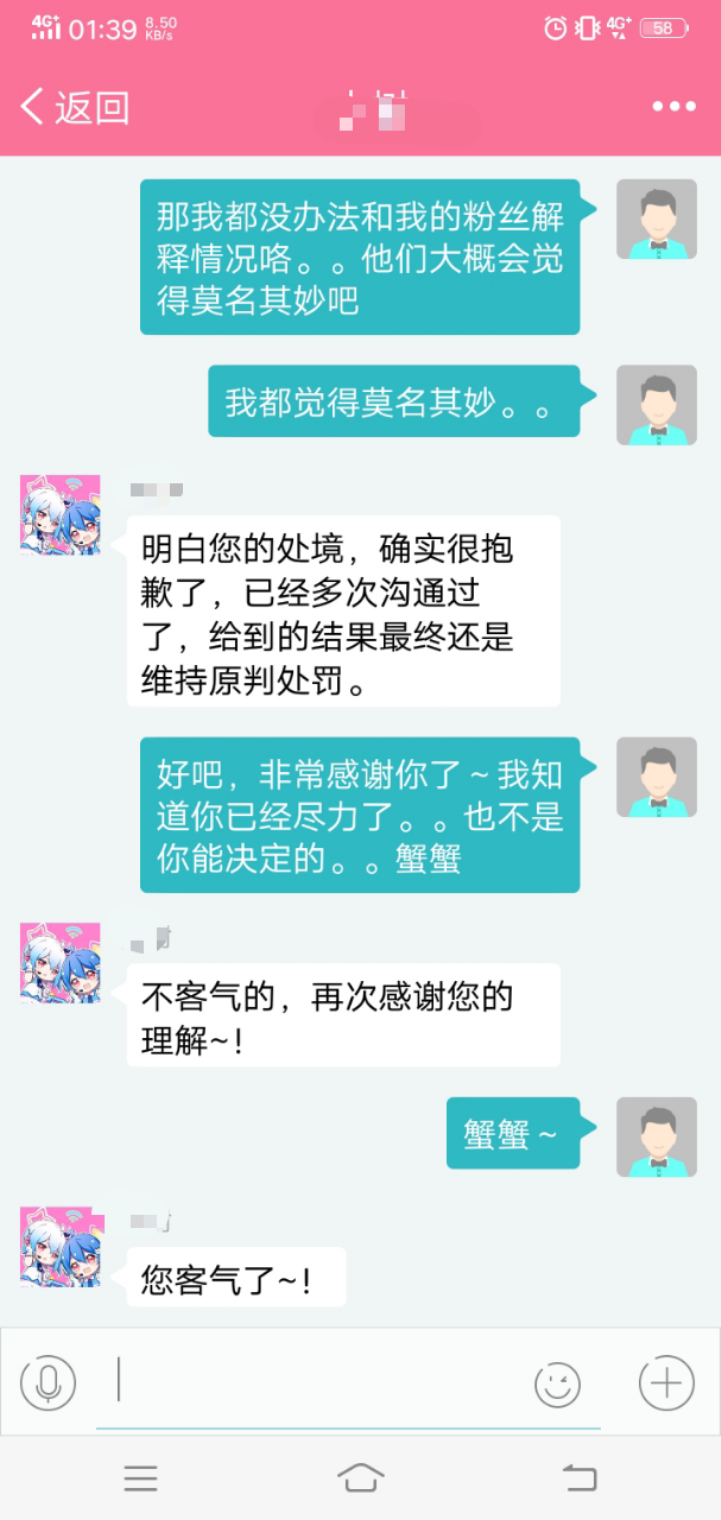 4G+ 01:39 8.50 KB/s 4G+ 58
返回
那我都没办法和我的粉丝解
释情况咯。。他们大概会觉
得莫名其妙吧
我都觉得莫名其妙。。
明白您的处境，确实很抱
歉了，已经多次沟通过
了，给到的结果最终还是
维持原判处罚。
好吧，非常感谢你了～我知
道你已经尽力了。。也不是
你能决定的。。蟹蟹
不客气的，再次感谢您的
理解~!
蟹蟹～
您客气了~!